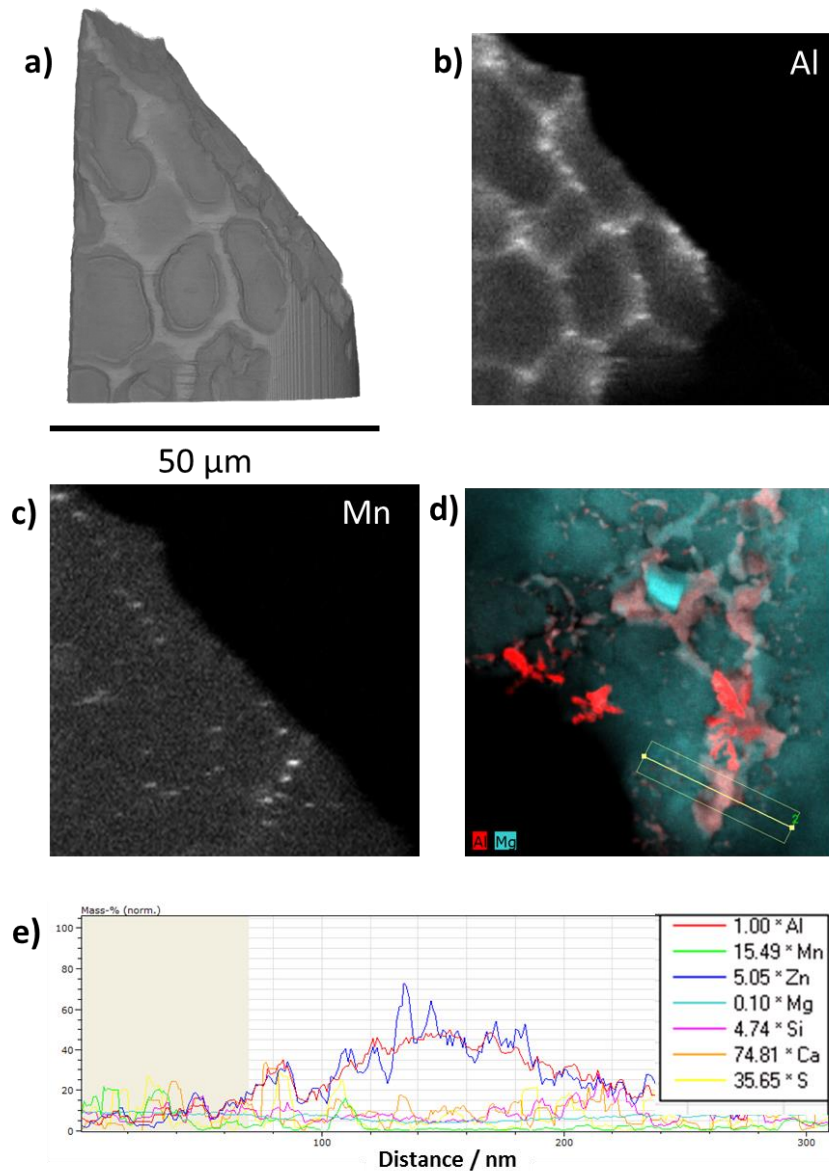 a)
b)
Al
50 µm
c)
Mn
d)
Al Mg
2
e)
Mass-% (norm.)
100
80
60
40
20
0
100
200
300
Distance / nm
1.00 * Al
15.49 * Mn
5.05 * Zn
0.10 * Mg
4.74 * Si
74.81 * Ca
35.65 * S